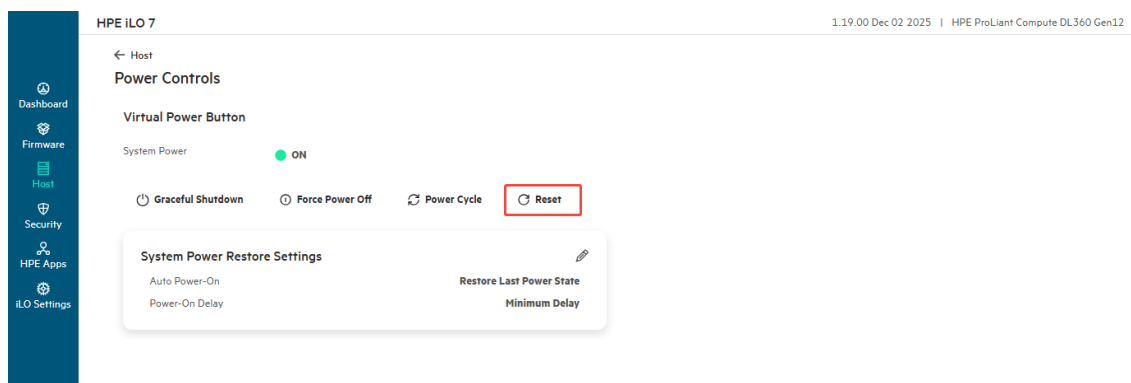 HPE iLO 7
1.19.00 Dec 02 2025 | HPE ProLiant Compute DL360 Gen12
Dashboard
Firmware
Host
Security
HPE Apps
iLO Settings
← Host
Power Controls
Virtual Power Button
System Power ON
Graceful Shutdown Force Power Off Power Cycle Reset
System Power Restore Settings
Auto Power-On Restore Last Power State
Power-On Delay Minimum Delay